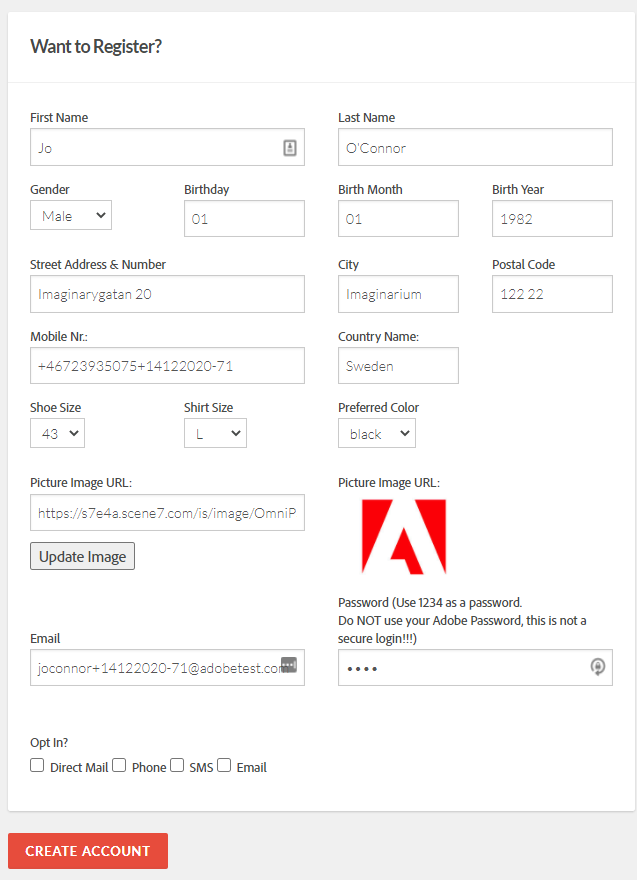 Want to Register?
First Name
Last Name
Jo
O'Connor
Gender
Birthday
Birth Month
Birth Year
Male
01
01
1982
Street Address & Number
City
Postal Code
Imaginarygatan 20
Imaginarium
122 22
Mobile Nr.:
Country Name:
+46723935075+14122020-71
Sweden
Shoe Size
Shirt Size
Preferred Color
43
L
black
Picture Image URL:
Picture Image URL:
https://s7e4a.scene7.com/is/image/OmniP
Update Image
Password (Use 1234 as a password.
Do NOT use your Adobe Password, this is not a
secure login!!!)
Email
joconnor+14122020-71@adobetest.com
••••
Opt In?
Direct Mail
Phone
SMS
Email
CREATE ACCOUNT